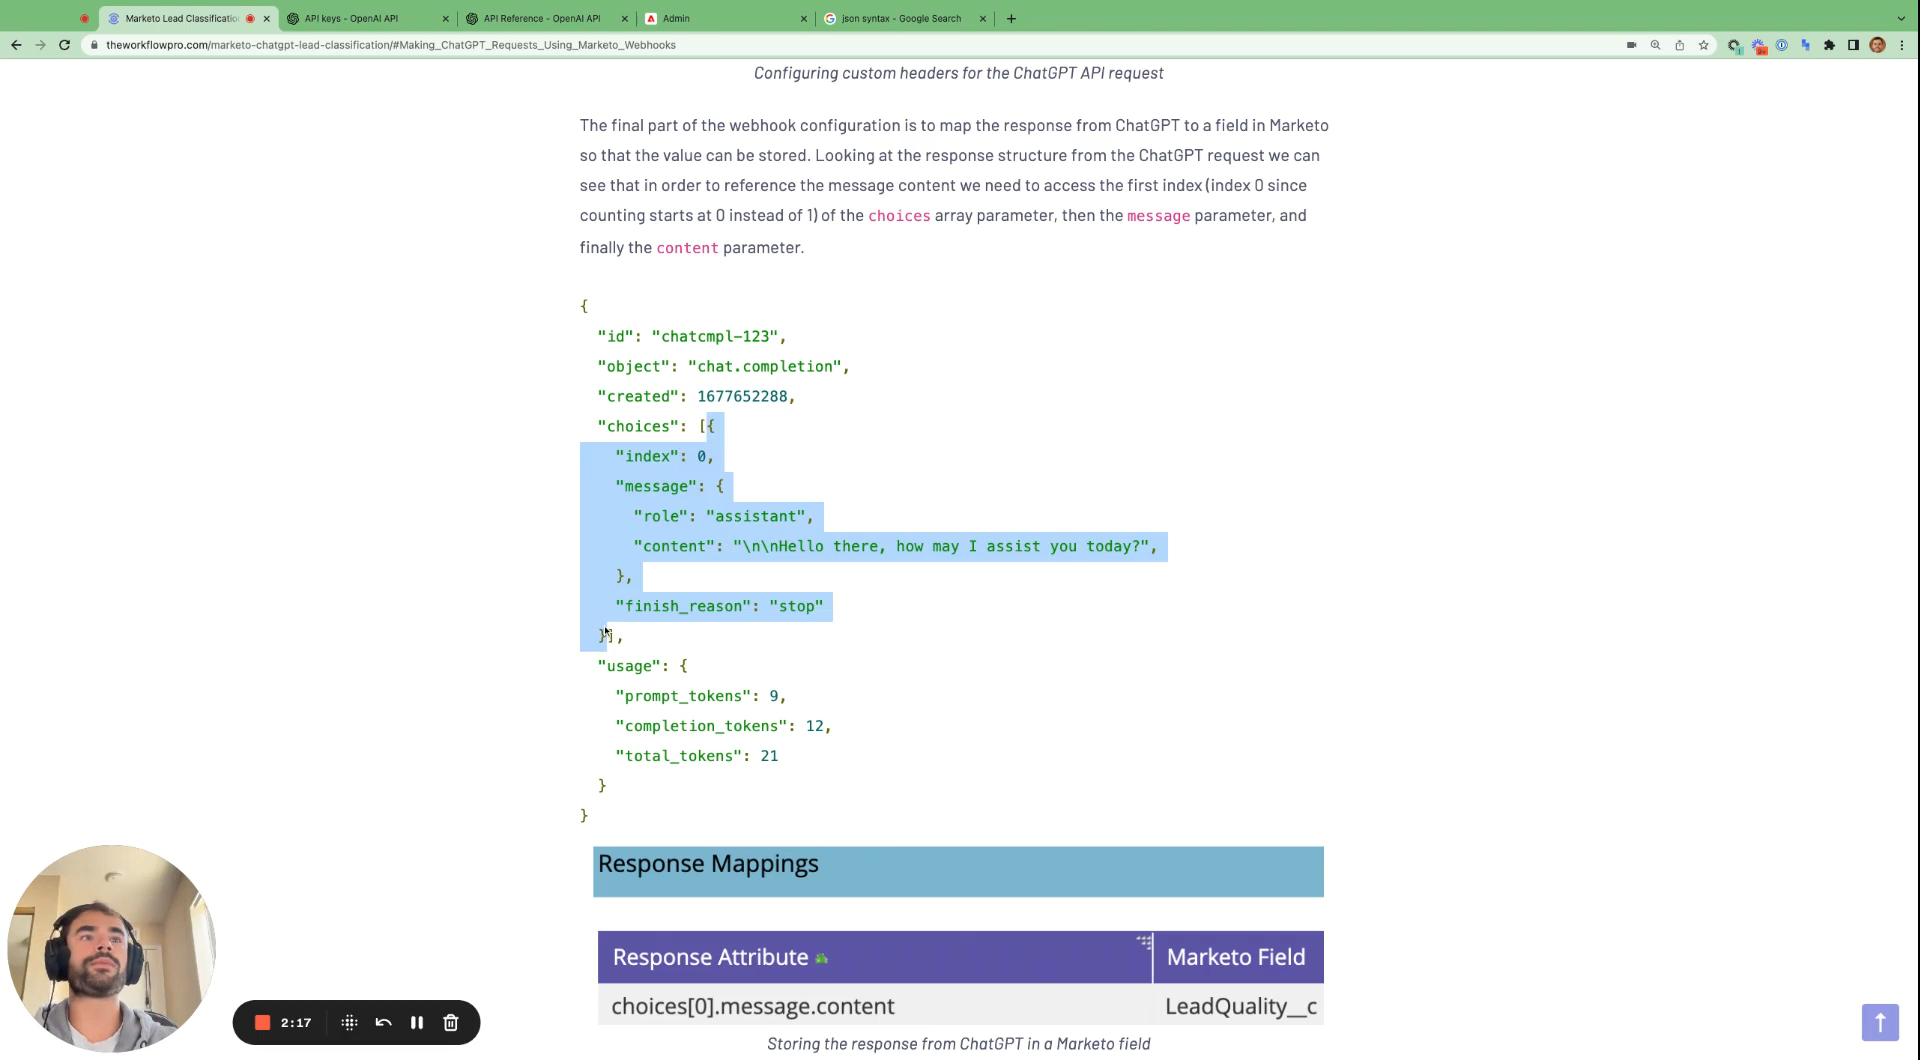 Marketo Lead Classificatio
API keys - OpenAI API
API Reference - OpenAI API
Admin
json syntax - Google Search
theworkflowpro.com/marketo-chatgpt-lead-classification/#Making_ChatGPT_Requests_Using_Marketo_Webhooks
Configuring custom headers for the ChatGPT API request
The final part of the webhook configuration is to map the response from ChatGPT to a field in Marketo
so that the value can be stored. Looking at the response structure from the ChatGPT request we can
see that in order to reference the message content we need to access the first index (index 0 since
counting starts at 0 instead of 1) of the choices array parameter, then the message parameter, and
finally the content parameter.
{
"id": "chatcmpl-123",
"object": "chat.completion",
"created": 1677652288,
"choices": [{
"index": 0,
"message": {
"role": "assistant",
"content": "\n\nHello there, how may I assist you today?",
},
"finish_reason": "stop"
}],
"usage": {
"prompt_tokens": 9,
"completion_tokens": 12,
"total_tokens": 21
}
}
Response Mappings
Response Attribute
Marketo Field
choices[0].message.content
LeadQuality__c
2:17
Storing the response from ChatGPT in a Marketo field